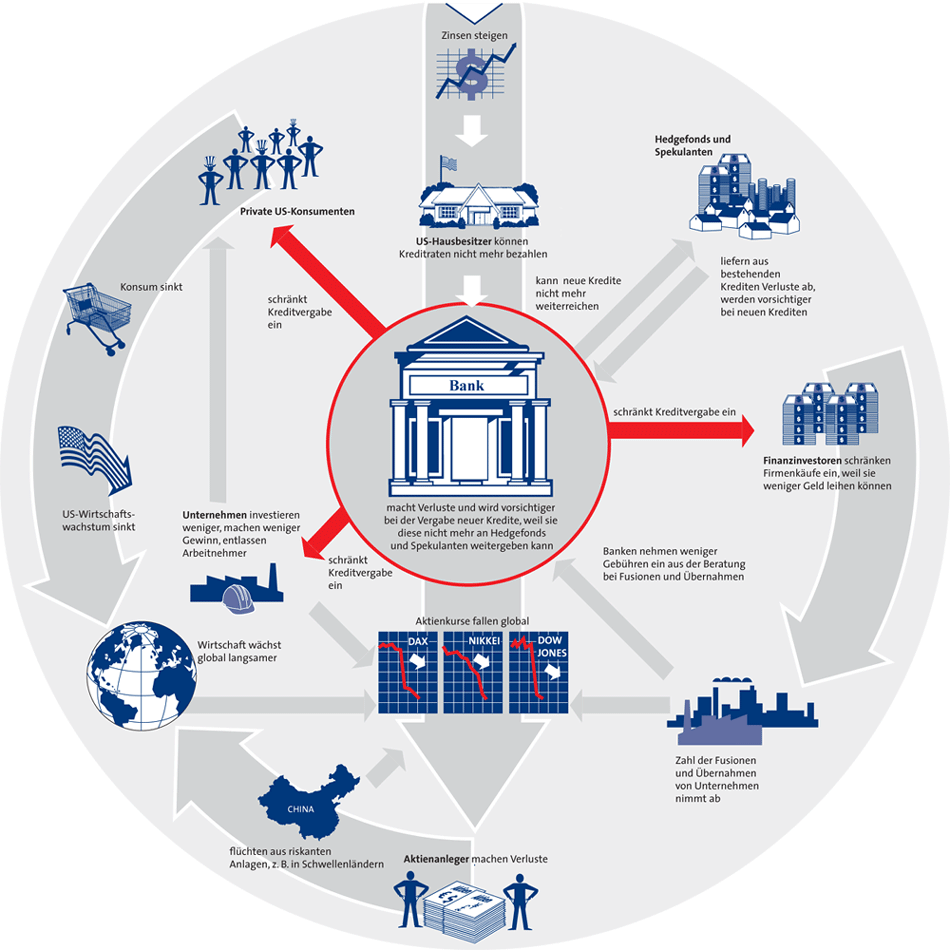 Zinsen steigen
Hedgefonds und
Spekulanten
Private US-Konsumenten
US-Hausbesitzer können
Kreditraten nicht mehr bezahlen
liefern aus
bestehenden
Krediten Verluste ab,
werden vorsichtiger
bei neuen Krediten
kann neue Kredite
nicht mehr
weiterreichen
Konsum sinkt
schränkt
Kreditvergabe
ein
Bank
schränkt Kreditvergabe ein
Finanzinvestoren schränken
Firmenkäufe ein, weil sie
weniger Geld leihen können
macht Verluste und wird vorsichtiger
bei der Vergabe neuer Kredite, weil sie
diese nicht mehr an Hedgefonds
und Spekulanten weitergeben kann
US-Wirtschafts-
wachstum sinkt
Unternehmen investieren
weniger, machen weniger
Gewinn, entlassen
Arbeitnehmer
schränkt
Kreditvergabe
ein
Banken nehmen weniger
Gebühren ein aus der Beratung
bei Fusionen und Übernahmen
Aktienkurse fallen global
DAX
NIKKEI
DOW
JONES
Wirtschaft wächst
global langsamer
Zahl der Fusionen
und Übernahmen
von Unternehmen
nimmt ab
CHINA
flüchten aus riskanten
Anlagen, z. B. in Schwellenländern
Aktienanleger machen Verluste